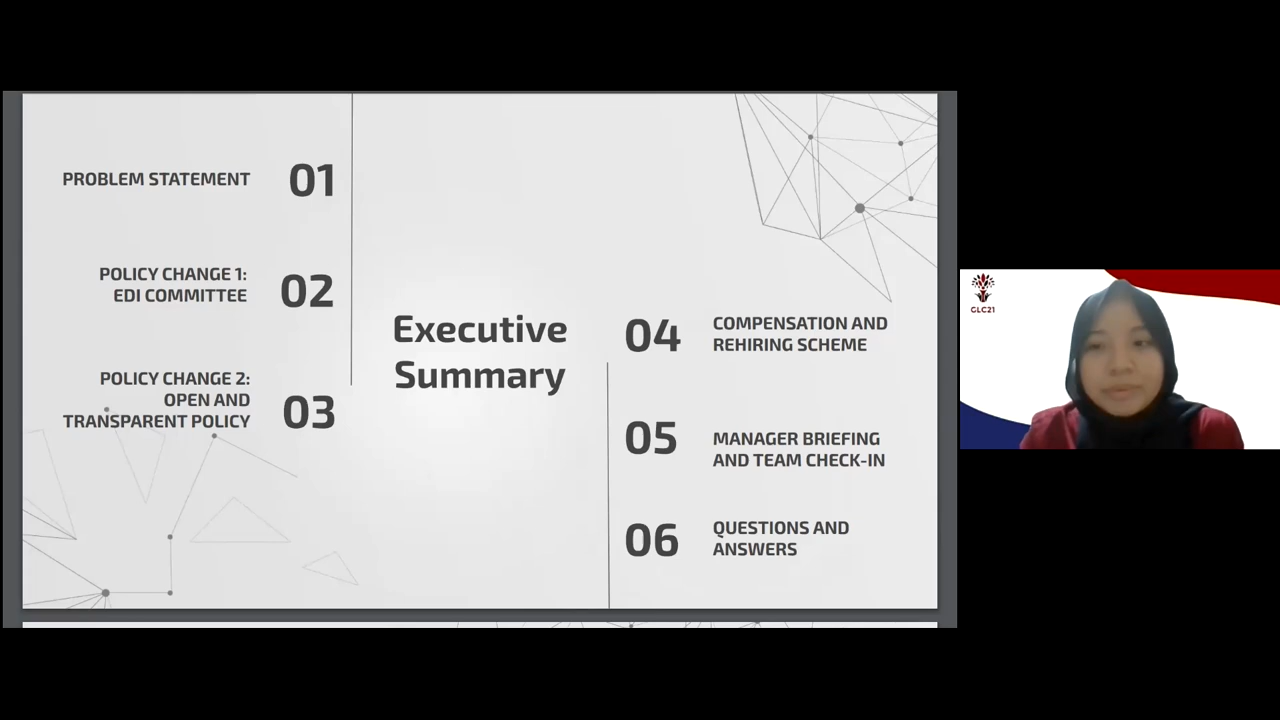 PROBLEM STATEMENT
01
POLICY CHANGE 1:
EDI COMMITTEE
02
POLICY CHANGE 2:
OPEN AND
TRANSPARENT POLICY
03
Executive
Summary
04
COMPENSATION AND
REHIRING SCHEME
05
MANAGER BRIEFING
AND TEAM CHECK-IN
06
QUESTIONS AND
ANSWERS
GLC21